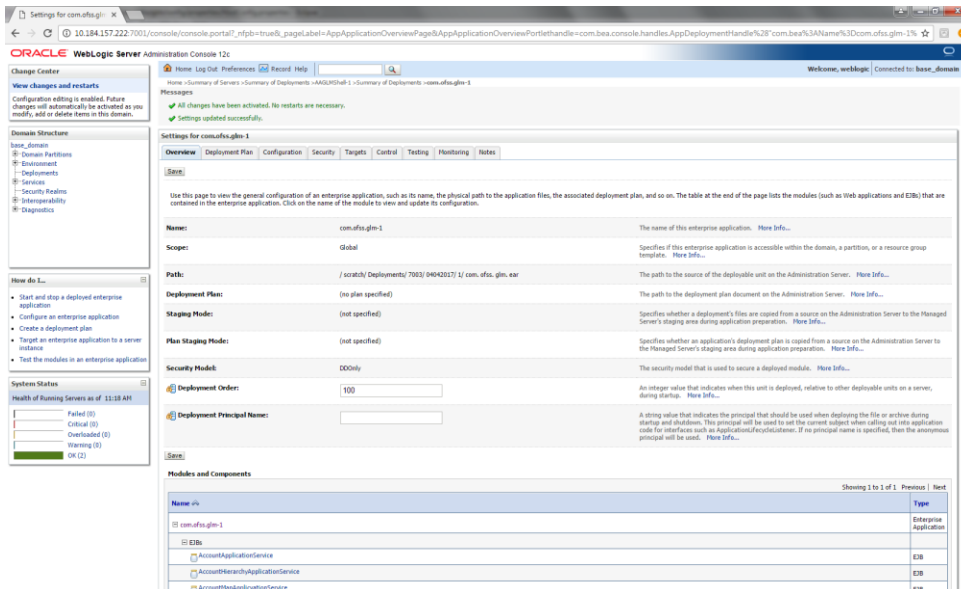 Settings for com.ofss.glm
10.184.157.222:7001/console/console.portal?_nfpb=true&_pageLabel=AppApplicationOverviewPage&AppApplicationOverviewPortlethandle=com.bea.console.handles.AppDeploymentHandle%28"com.bea%3AName%3Dcom.ofss.glm-1%
ORACLE WebLogic Server Administration Console 12c
Change Center
View changes and restarts
Configuration editing is enabled. Future
changes will automatically be activated as you
modify, add or delete items in this domain.
Domain Structure
base_domain
Domain Partitions
Environment
Deployments
Services
Security Realms
Interoperability
Diagnostics
How do I...
Start and stop a deployed enterprise
application
Configure an enterprise application
Create a deployment plan
Target an enterprise application to a server
instance
Test the modules in an enterprise application
System Status
Health of Running Servers as of 11:18 AM
Failed (0)
Critical (0)
Overloaded (0)
Warning (0)
OK (2)
Home Log Out Preferences Record Help
Welcome, weblogic Connected to: base_domain
Home >Summary of Servers >Summary of Deployments >AAGLMShell-1 >Summary of Deployments >com.ofss.glm-1
Messages
All changes have been activated. No restarts are necessary.
Settings updated successfully.
Settings for com.ofss.glm-1
Overview Deployment Plan Configuration Security Targets Control Testing Monitoring Notes
Save
Use this page to view the general configuration of an enterprise application, such as its name, the physical path to the application files, the associated deployment plan, and so on. The table at the end of the page lists the modules (such as Web applications and EJBs) that are
contained in the enterprise application. Click on the name of the module to view and update its configuration.
Name: com.ofss.glm-1 The name of this enterprise application. More Info...
Scope: Global Specifies if this enterprise application is accessible within the domain, a partition, or a resource group
template. More Info...
Path: / scratch/ Deployments/ 7003/ 04042017/ 1/ com. ofss. glm. ear The path to the source of the deployable unit on the Administration Server. More Info...
Deployment Plan: (no plan specified) The path to the deployment plan document on the Administration Server. More Info...
Staging Mode: (not specified) Specifies whether a deployment's files are copied from a source on the Administration Server to the Managed
Server's staging area during application preparation. More Info...
Plan Staging Mode: (not specified) Specifies whether an application's deployment plan is copied from a source on the Administration Server to
the Managed Server's staging area during application preparation. More Info...
Security Model: DDOnly The security model that is used to secure a deployed module. More Info...
Deployment Order: 100 An integer value that indicates when this unit is deployed, relative to other deployable units on a server,
during startup. More Info...
Deployment Principal Name: A string value that indicates the principal that should be used when deploying the file or archive during
startup and shutdown. This principal will be used to set the current subject when calling out into application
code for interfaces such as ApplicationLifecycleListener. If no principal name is specified, then the anonymous
principal will be used. More Info...
Save
Modules and Components
Showing 1 to 1 of 1 Previous | Next
Name Type
com.ofss.glm-1 Enterprise
Application
EJBs
AccountApplicationService EJB
AccountHierarchyApplicationService EJB
AccountMapApplicationService EJB